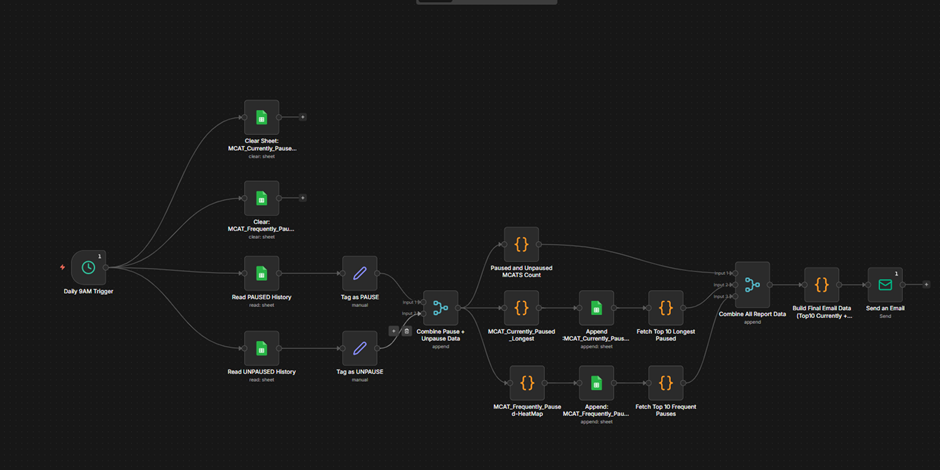 Clear Sheet:
MCAT_Currently_Pause...
clear: sheet
Clear:
MCAT_Frequently_Pau...
clear: sheet
1
Daily 9AM Trigger
Read PAUSED History
read: sheet
Tag as PAUSE
manual
Read UNPAUSED History
read: sheet
Tag as UNPAUSE
manual
Input 1
Input 2
Combine Pause +
Unpause Data
append
Paused and Unpaused
MCATS Count
MCAT_Currently_Paused
_Longest
Append
:MCAT_Currently_Paus...
append: sheet
Fetch Top 10 Longest
Paused
MCAT_Frequently_Pause
d-HeatMap
Append:
MCAT_Frequently_Pau...
append: sheet
Fetch Top 10 Frequent
Pauses
Input 1
Input 2
Input 3
Combine All Report Data
append
Build Final Email Data
(Top10 Currently +...
1
Send an Email
Send